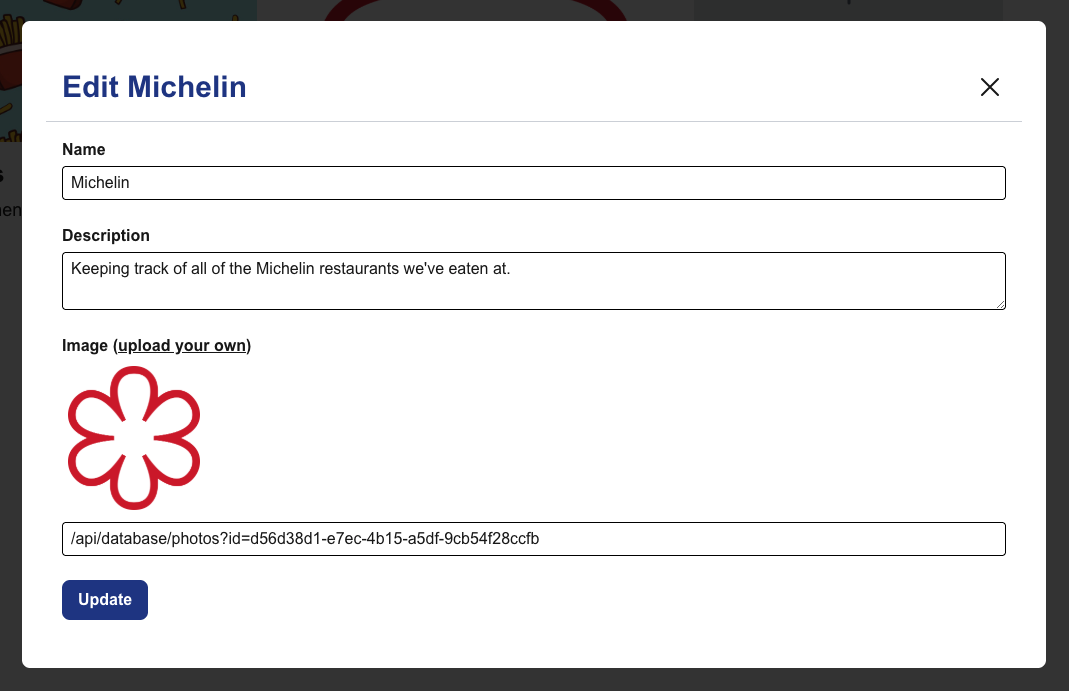 Edit Michelin
Name
Michelin
Description
Keeping track of all of the Michelin restaurants we've eaten at.
Image (upload your own)
/api/database/photos?id=d56d38d1-e7ec-4b15-a5df-9cb54f28ccfb
Update